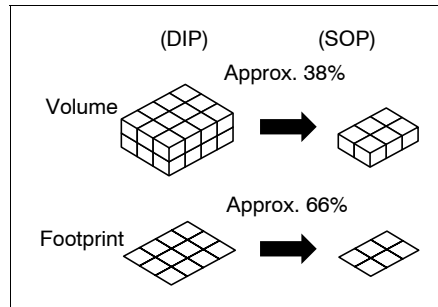 (DIP) (SOP)
Approx. 38%
Volume
Approx. 66%
Footprint